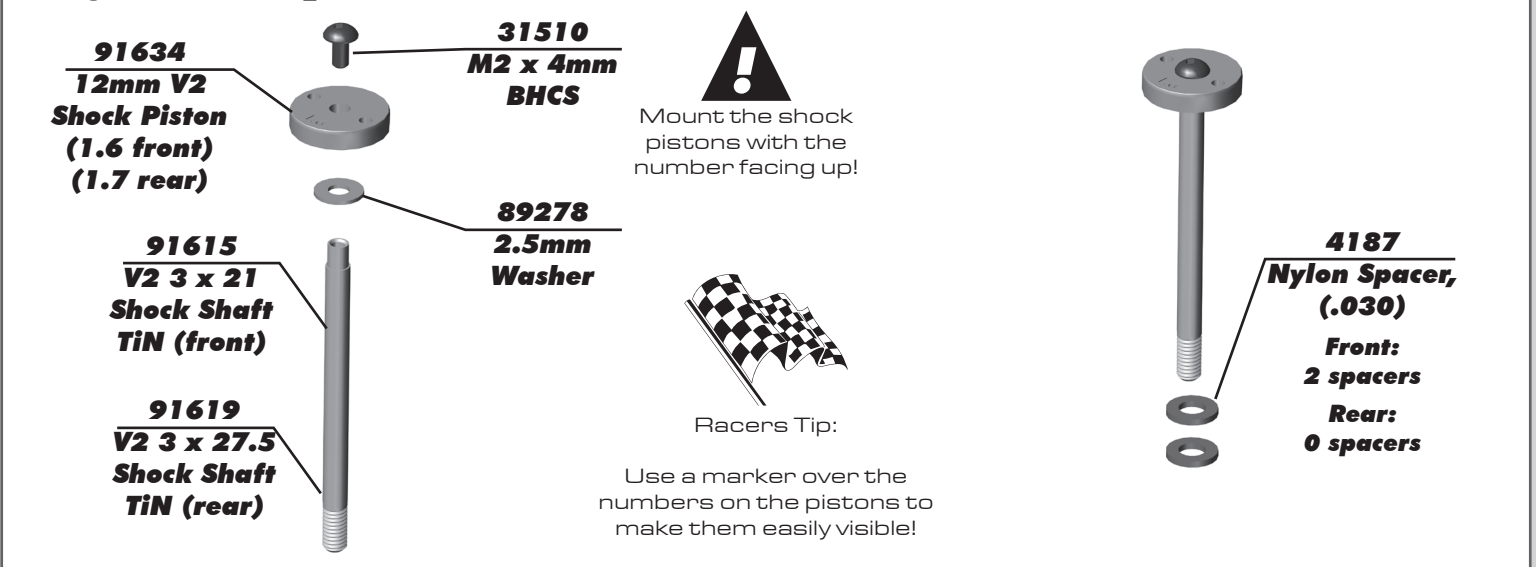 91634
12mm V2
Shock Piston
(1.6 front)
(1.7 rear)
31510
M2 x 4mm
BHCS
89278
2.5mm
Washer
91615
V2 3 x 21
Shock Shaft
TiN (front)
91619
V2 3 x 27.5
Shock Shaft
TiN (rear)
!
Mount the shock
pistons with the
number facing up!
Racers Tip:
Use a marker over the
numbers on the pistons to
make them easily visible!
4187
Nylon Spacer,
(.030)
Front:
2 spacers
Rear:
0 spacers